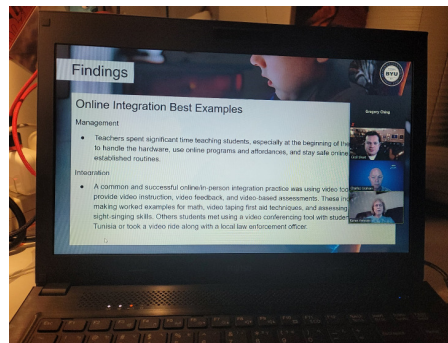 Findings
BYU
Gregory Deng
Online Integration Best Examples
Management
Teachers spent significant time teaching students, especially at the beginning of the
to handle the hardware, use online programs and affordances, and stay safe online
established routines.
Integration
A common and successful online/in-person integration practice was using video too
provide instruction, video feedback, and video-based assessments. These inc
making worked examples for math, video taping first aid techniques, and assessing
sight-singing skills. Others students met using a video conferencing tool with studen
Tunisia or took a video ride along with a local law enforcement officer.